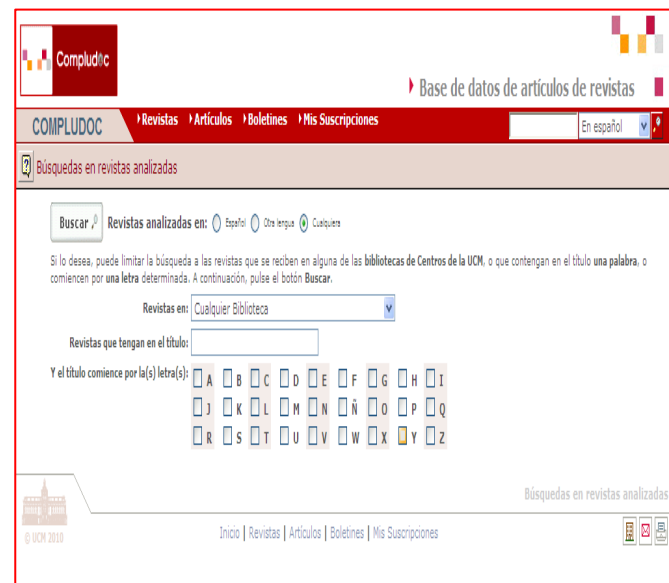 Compludoc
Base de datos de artículos de revistas
COMPLUDOC
Revistas Artículos Boletines Mis Suscripciones
En español
Búsquedas en revistas analizadas
Buscar Revistas analizadas en: Español Otra lengua Cualquiera
Si lo desea, puede limitar la búsqueda a las revistas que se reciben en alguna de las bibliotecas de Centros de la UCM, o que contengan en el título una palabra, o
comiencen por una letra determinada. A continuación, pulse el botón Buscar.
Revistas en: Cualquier Biblioteca
Revistas que tengan en el título:
Y el título comience por la(s) letra(s):
A B C D E F G H I
J K L M N Ñ O P Q
R S T U V W X Y Z
Búsquedas en revistas analizadas
© UCM 2010
Inicio | Revistas | Artículos | Boletines | Mis Suscripciones